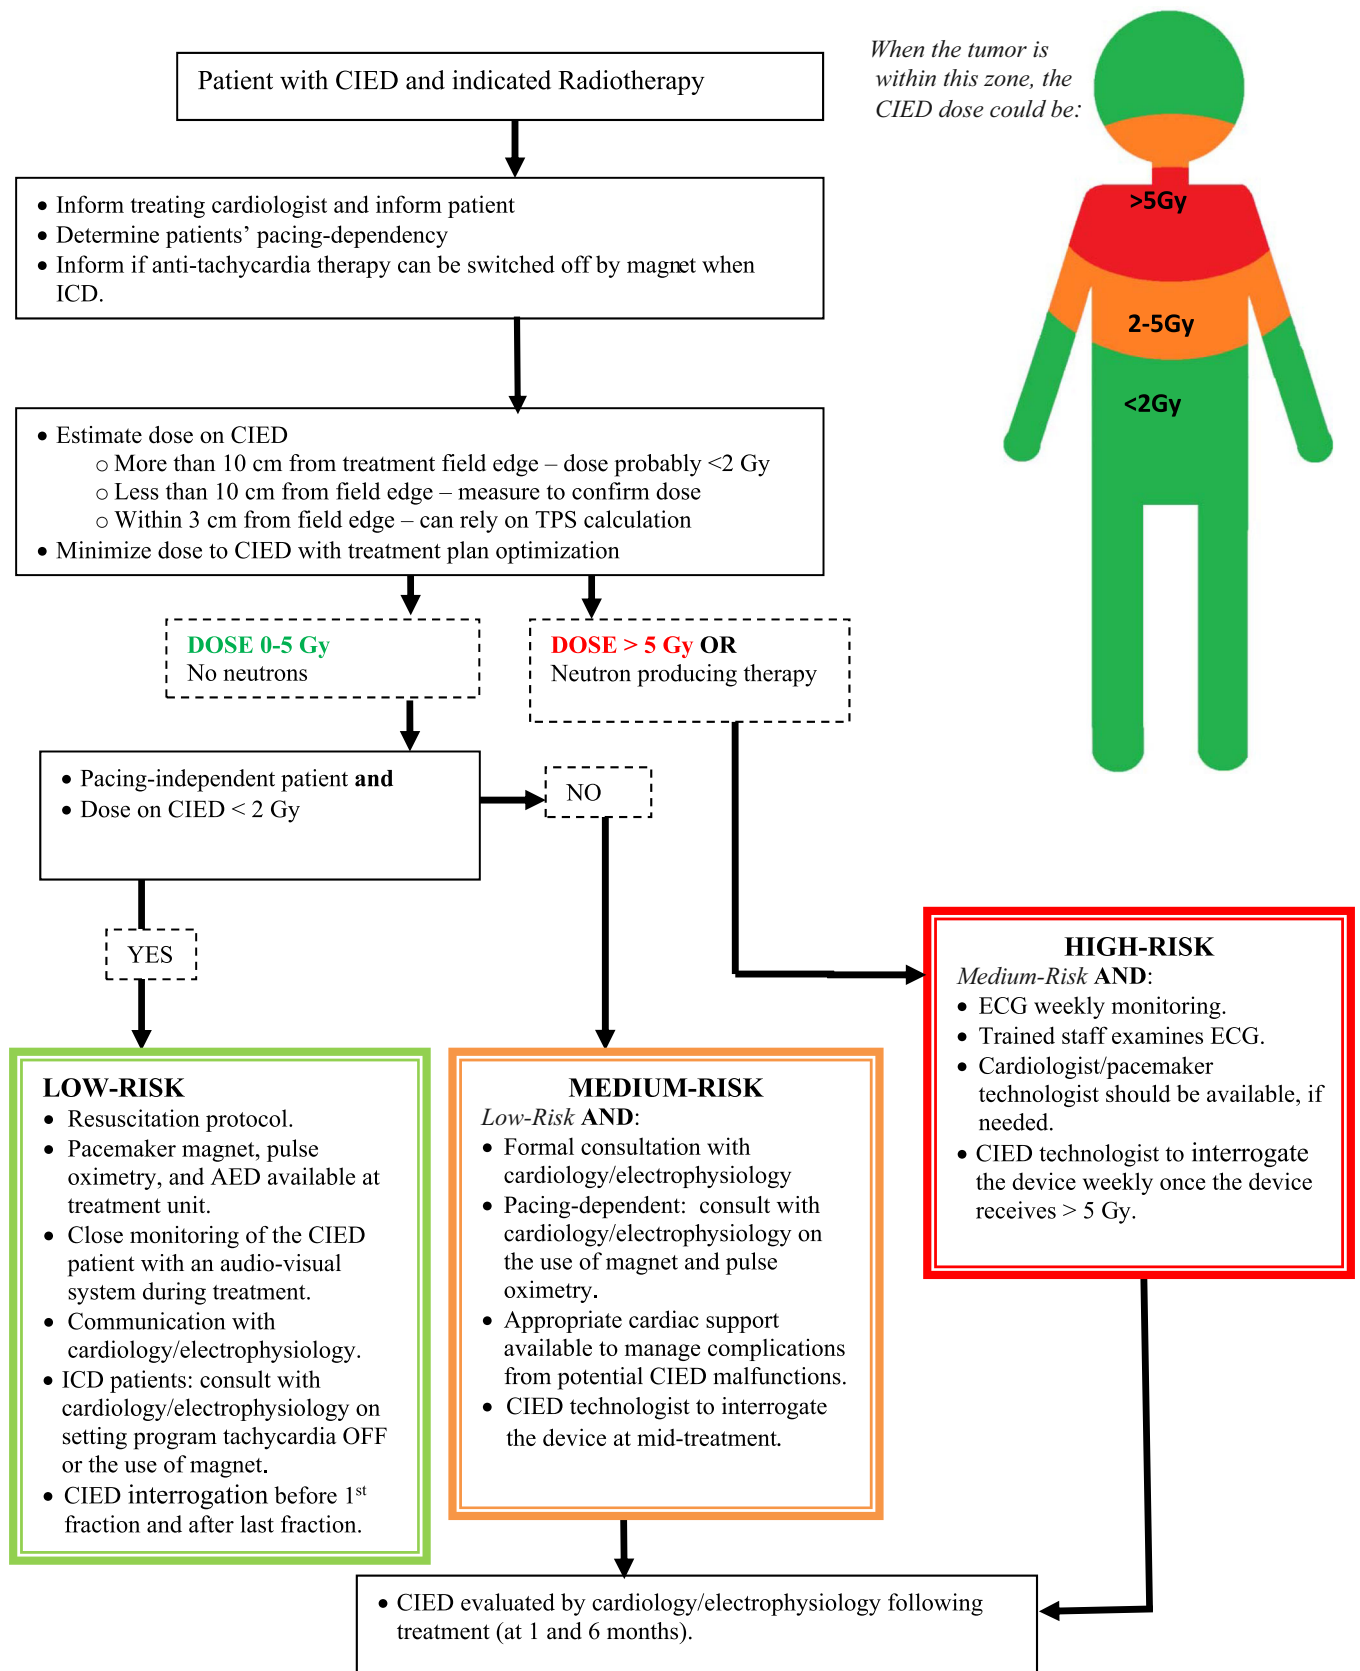 Patient with CIED and indicated Radiotherapy
When the tumor is
within this zone, the
CIED dose could be:
>5Gy
2-5Gy
<2Gy
• Inform treating cardiologist and inform patient
• Determine patients’ pacing-dependency
• Inform if anti-tachycardia therapy can be switched off by magnet when
ICD.
• Estimate dose on CIED
o More than 10 cm from treatment field edge – dose probably <2 Gy
o Less than 10 cm from field edge – measure to confirm dose
o Within 3 cm from field edge – can rely on TPS calculation
• Minimize dose to CIED with treatment plan optimization
DOSE 0-5 Gy
No neutrons
DOSE > 5 Gy OR
Neutron producing therapy
• Pacing-independent patient and
• Dose on CIED < 2 Gy
NO
YES
LOW-RISK
• Resuscitation protocol.
• Pacemaker magnet, pulse
oximetry, and AED available at
treatment unit.
• Close monitoring of the CIED
patient with an audio-visual
system during treatment.
• Communication with
cardiology/electrophysiology.
• ICD patients: consult with
cardiology/electrophysiology on
setting program tachycardia OFF
or the use of magnet.
• CIED interrogation before 1st
fraction and after last fraction.
MEDIUM-RISK
Low-Risk AND:
• Formal consultation with
cardiology/electrophysiology
• Pacing-dependent: consult with
cardiology/electrophysiology on
the use of magnet and pulse
oximetry.
• Appropriate cardiac support
available to manage complications
from potential CIED malfunctions.
• CIED technologist to interrogate
the device at mid-treatment.
HIGH-RISK
Medium-Risk AND:
• ECG weekly monitoring.
• Trained staff examines ECG.
• Cardiologist/pacemaker
technologist should be available, if
needed.
• CIED technologist to interrogate
the device weekly once the device
receives > 5 Gy.
• CIED evaluated by cardiology/electrophysiology following
treatment (at 1 and 6 months).